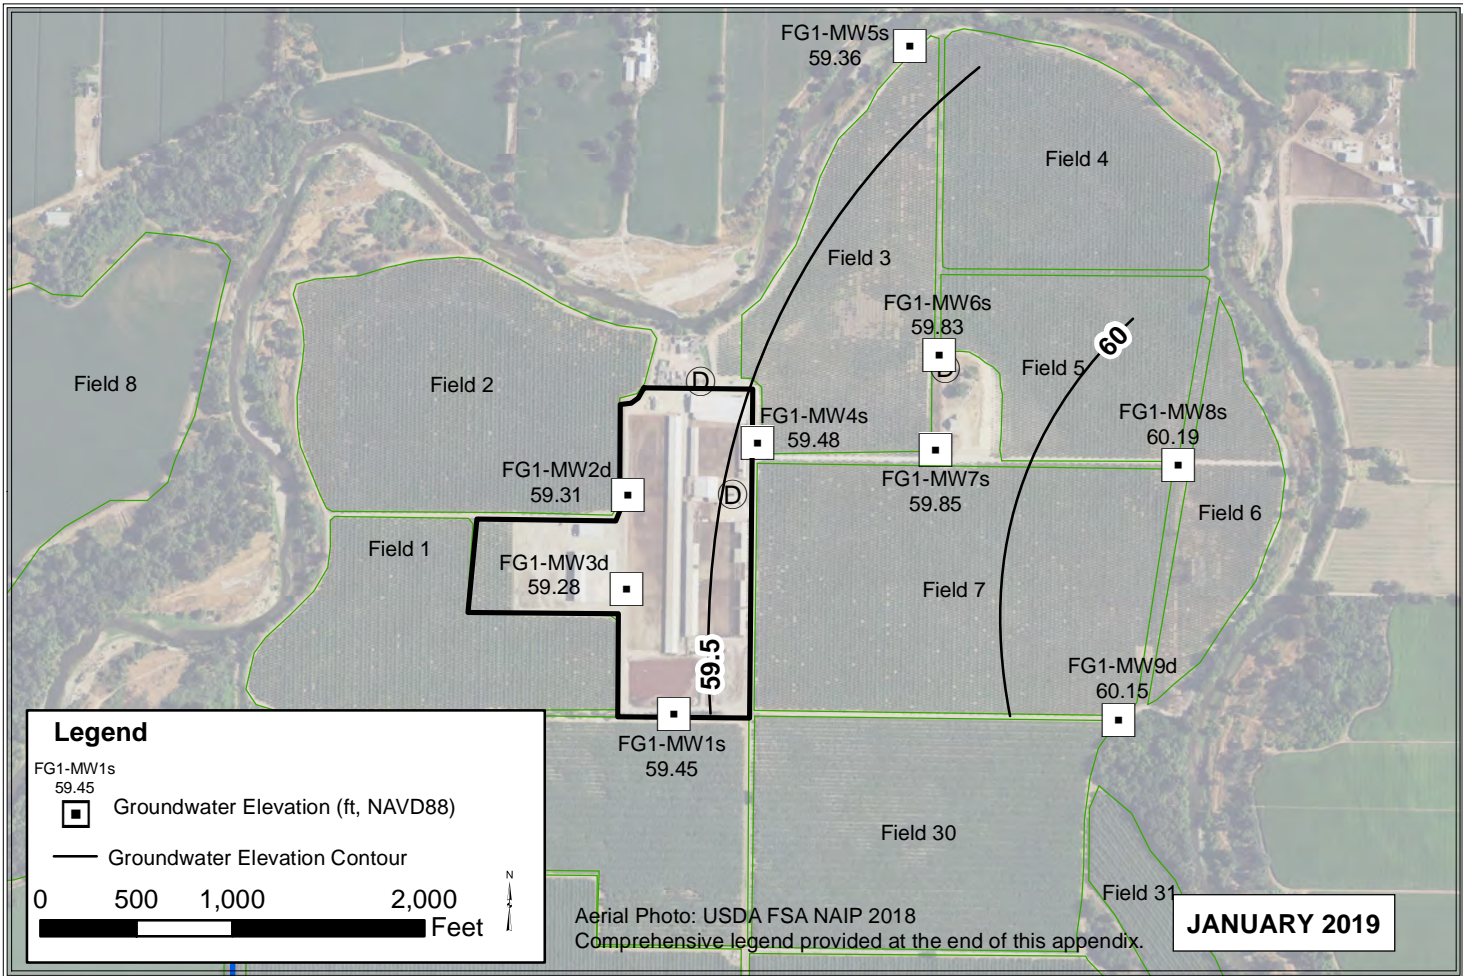 FG1-MW5s
59.36
Field 4
Field 3
FG1-MW6s
59.83
D
60
Field 5
Field 8
Field 2
D
FG1-MW4s
59.48
FG1-MW8s
60.19
FG1-MW2d
59.31
D
FG1-MW7s
59.85
Field 6
Field 1
FG1-MW3d
59.28
Field 7
59.5
FG1-MW9d
60.15
FG1-MW1s
59.45
Field 30
Field 31
Legend
FG1-MW1s
59.45
Groundwater Elevation (ft, NAVD88)
Groundwater Elevation Contour
0 500 1,000 2,000
Feet
N
Aerial Photo: USDA FSA NAIP 2018
Comprehensive legend provided at the end of this appendix.
JANUARY 2019